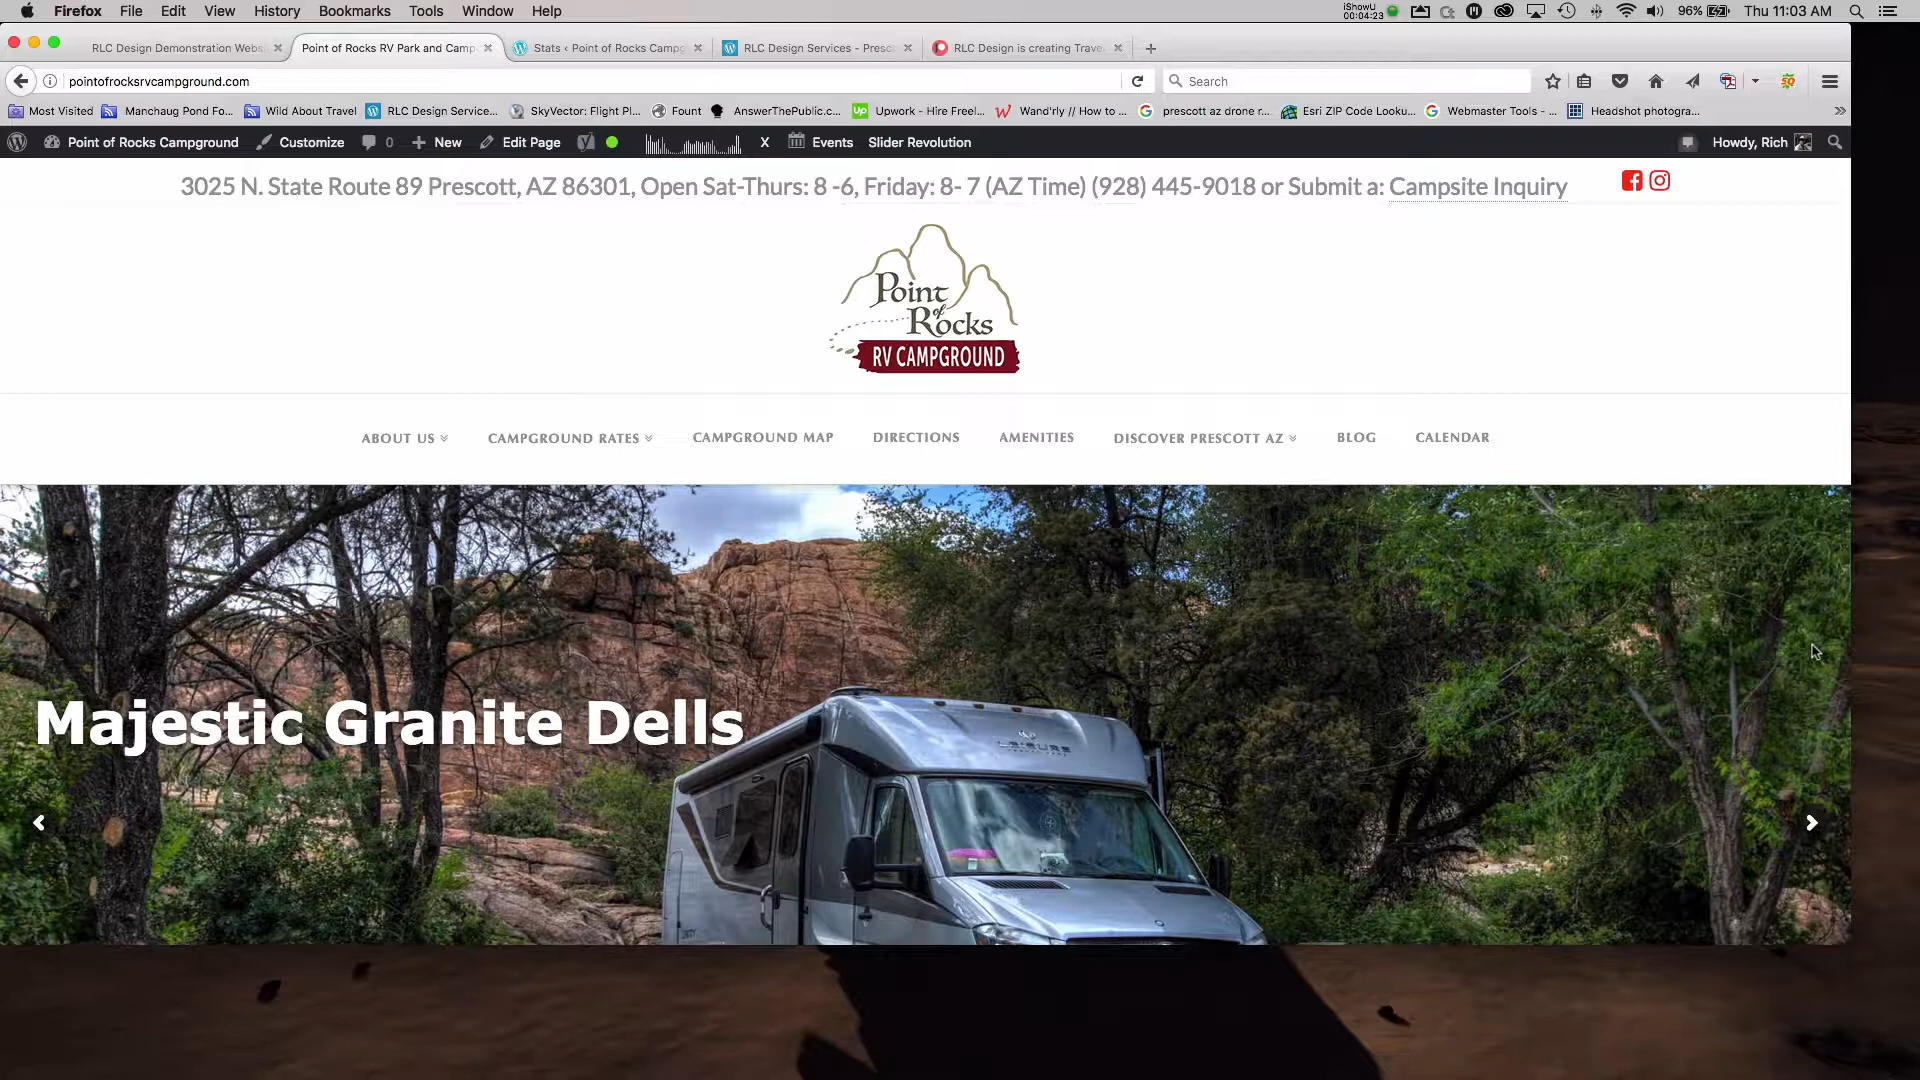 Firefox File Edit View History Bookmarks Tools Window Help iShowU 00:04:23 96% Thu 11:03 AM
RLC Design Demonstration Webs Point of Rocks RV Park and Camp Stats ‹ Point of Rocks Campg RLC Design Services - Presc RLC Design is creating Trave
pointofrocksrvcampground.com Search
Most Visited Manchaug Pond Fo... Wild About Travel RLC Design Service... SkyVector: Flight Pl... Fount AnswerThePublic.c... Up Upwork - Hire Freel... Wand'rly // How to ... prescott az drone r... Esri ZIP Code Looku... Webmaster Tools - ... Headshot photogra...
Point of Rocks Campground Customize 0 New Edit Page X Events Slider Revolution Howdy, Rich
3025 N. State Route 89 Prescott, AZ 86301, Open Sat-Thurs: 8 -6, Friday: 8- 7 (AZ Time) (928) 445-9018 or Submit a: Campsite Inquiry
Point
of
Rocks
RV CAMPGROUND
ABOUT US CAMPGROUND RATES CAMPGROUND MAP DIRECTIONS AMENITIES DISCOVER PRESCOTT AZ BLOG CALENDAR
Majestic Granite Dells
LEISURE